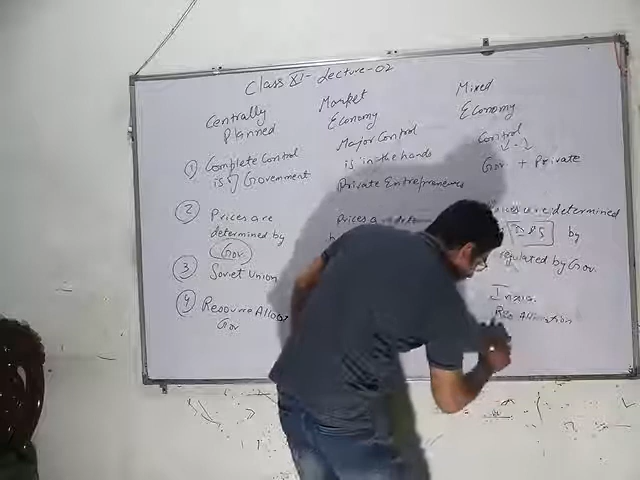 Class XI - Lecture-02
Centrally
Planned
Market
Economy
Mixed
Economy
① Complete Control
is of Government
Major Control
is in the hands
Private Entrepreneurs
Control
Gov + Private
② Prices are
determined by
Gov.
Prices are
Prices are determined
by
regulated by Gov.
③ Soviet Union
India
④ Resource
Gov
Res Allocation